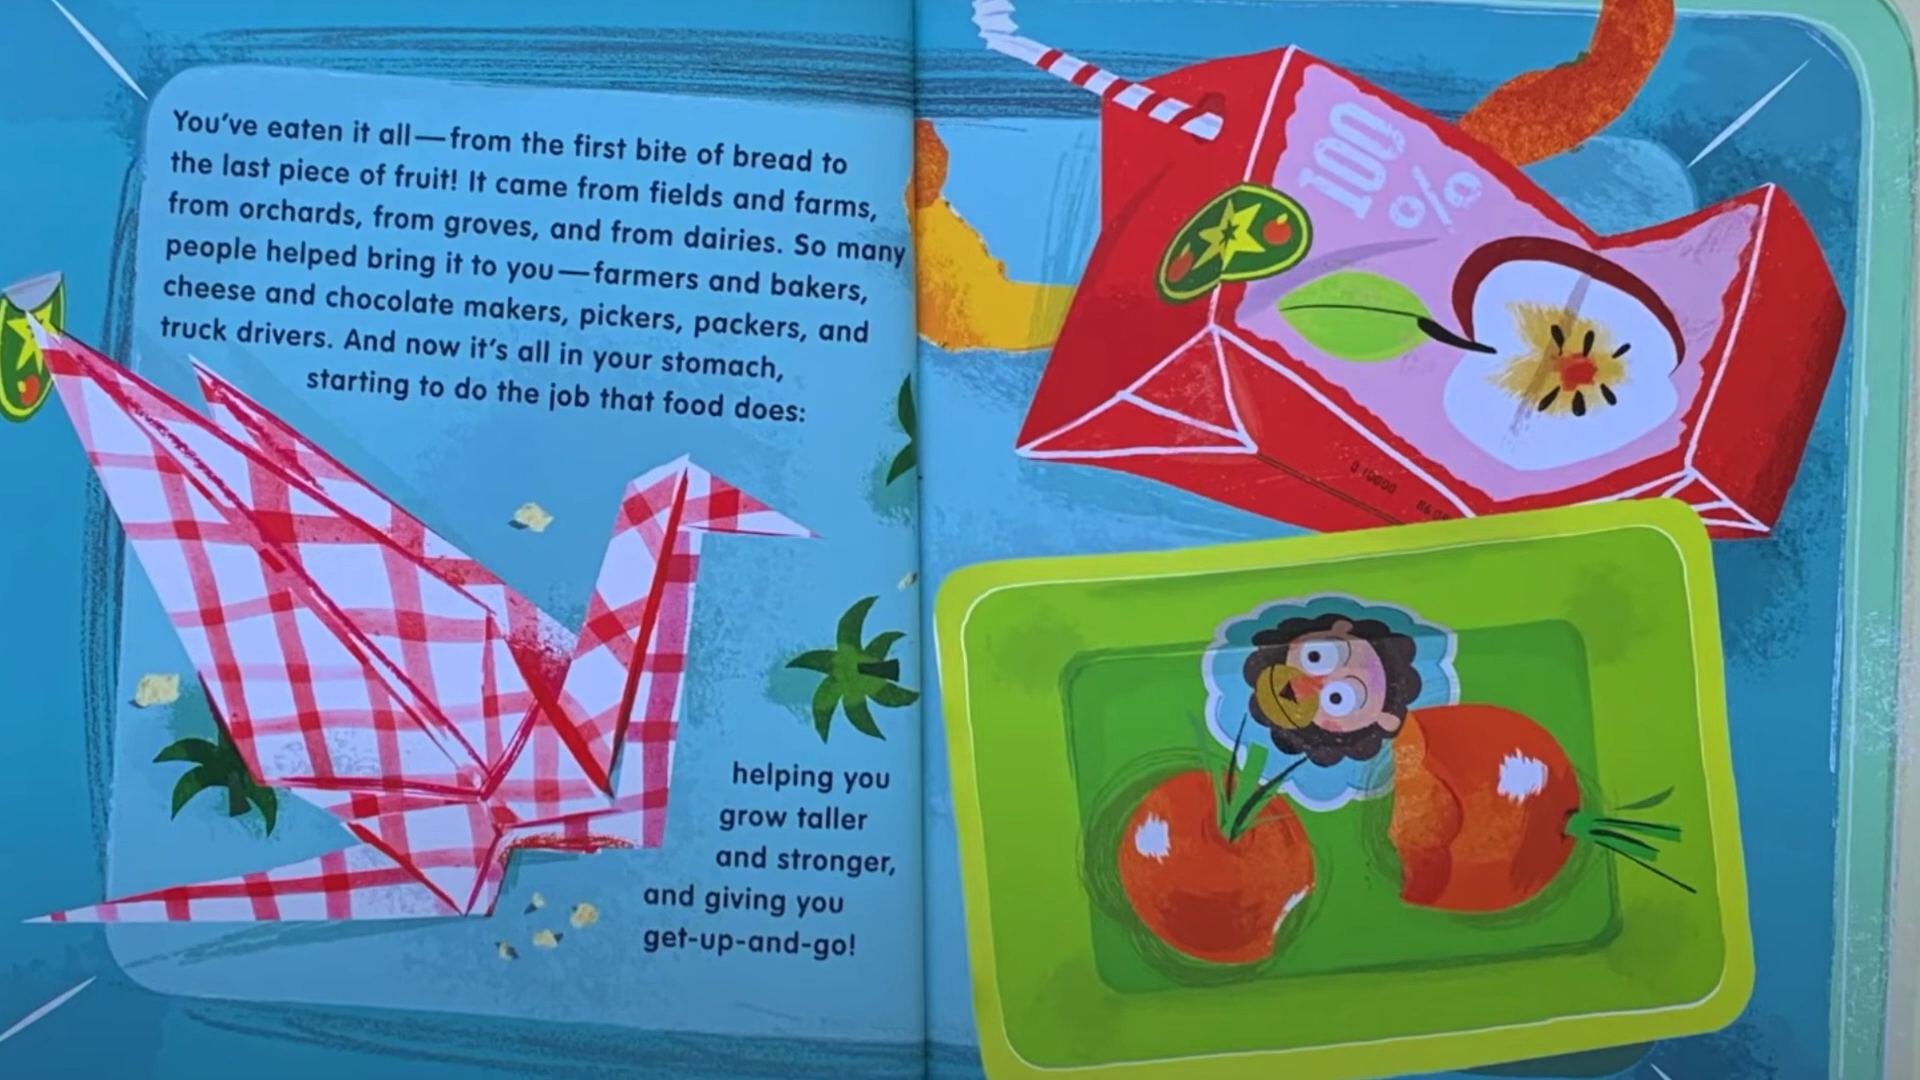 You've eaten it all—from the first bite of bread to
the last piece of fruit! It came from fields and farms,
from orchards, from groves, and from dairies. So many
people helped bring it to you—farmers and bakers,
cheese and chocolate makers, pickers, packers, and
truck drivers. And now it's all in your stomach,
starting to do the job that food does:
helping you
grow taller
and stronger,
and giving you
get-up-and-go!
100
%